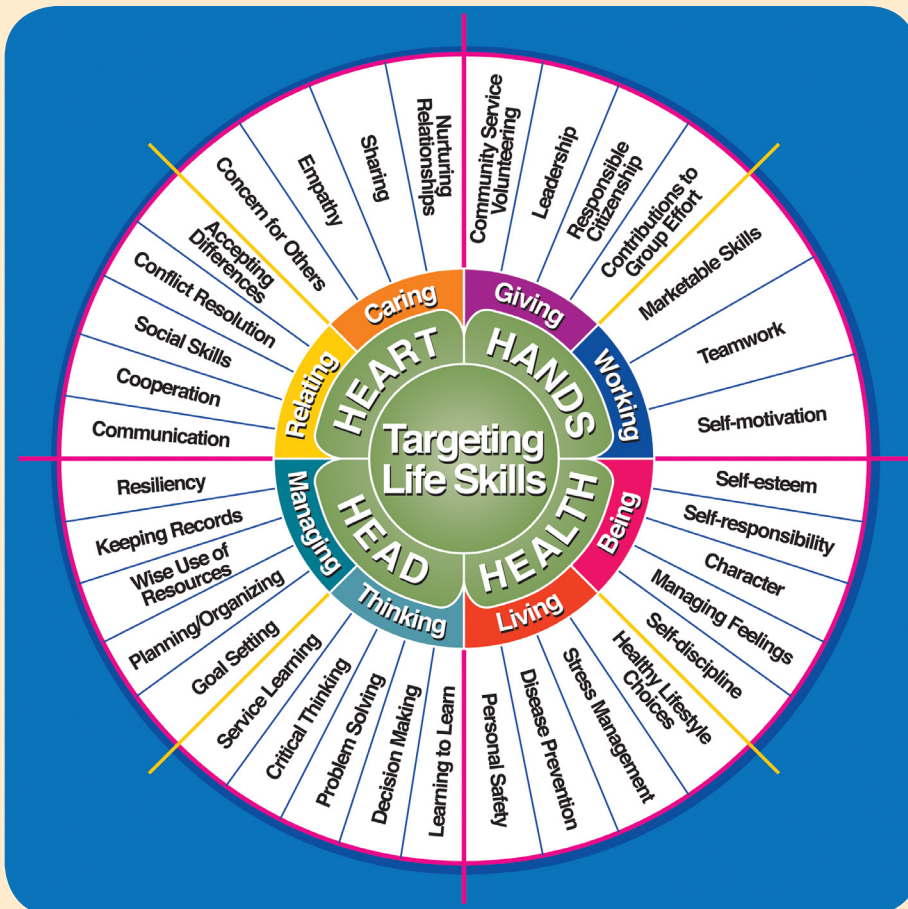 Targeting
Life Skills
HEART
HANDS
HEALTH
HEAD
Caring
Giving
Working
Being
Living
Thinking
Managing
Relating
Nurturing
Relationships
Sharing
Empathy
Concern for Others
Community Service
Volunteering
Leadership
Responsible
Citizenship
Contributions to
Group Effort
Marketable Skills
Teamwork
Self-motivation
Self-esteem
Self-responsibility
Character
Managing Feelings
Self-discipline
Healthy Lifestyle
Choices
Stress Management
Disease Prevention
Personal Safety
Learning to Learn
Decision Making
Problem Solving
Critical Thinking
Service Learning
Goal Setting
Planning/Organizing
Wise Use of
Resources
Keeping Records
Resiliency
Communication
Cooperation
Social Skills
Conflict Resolution
Accepting
Differences